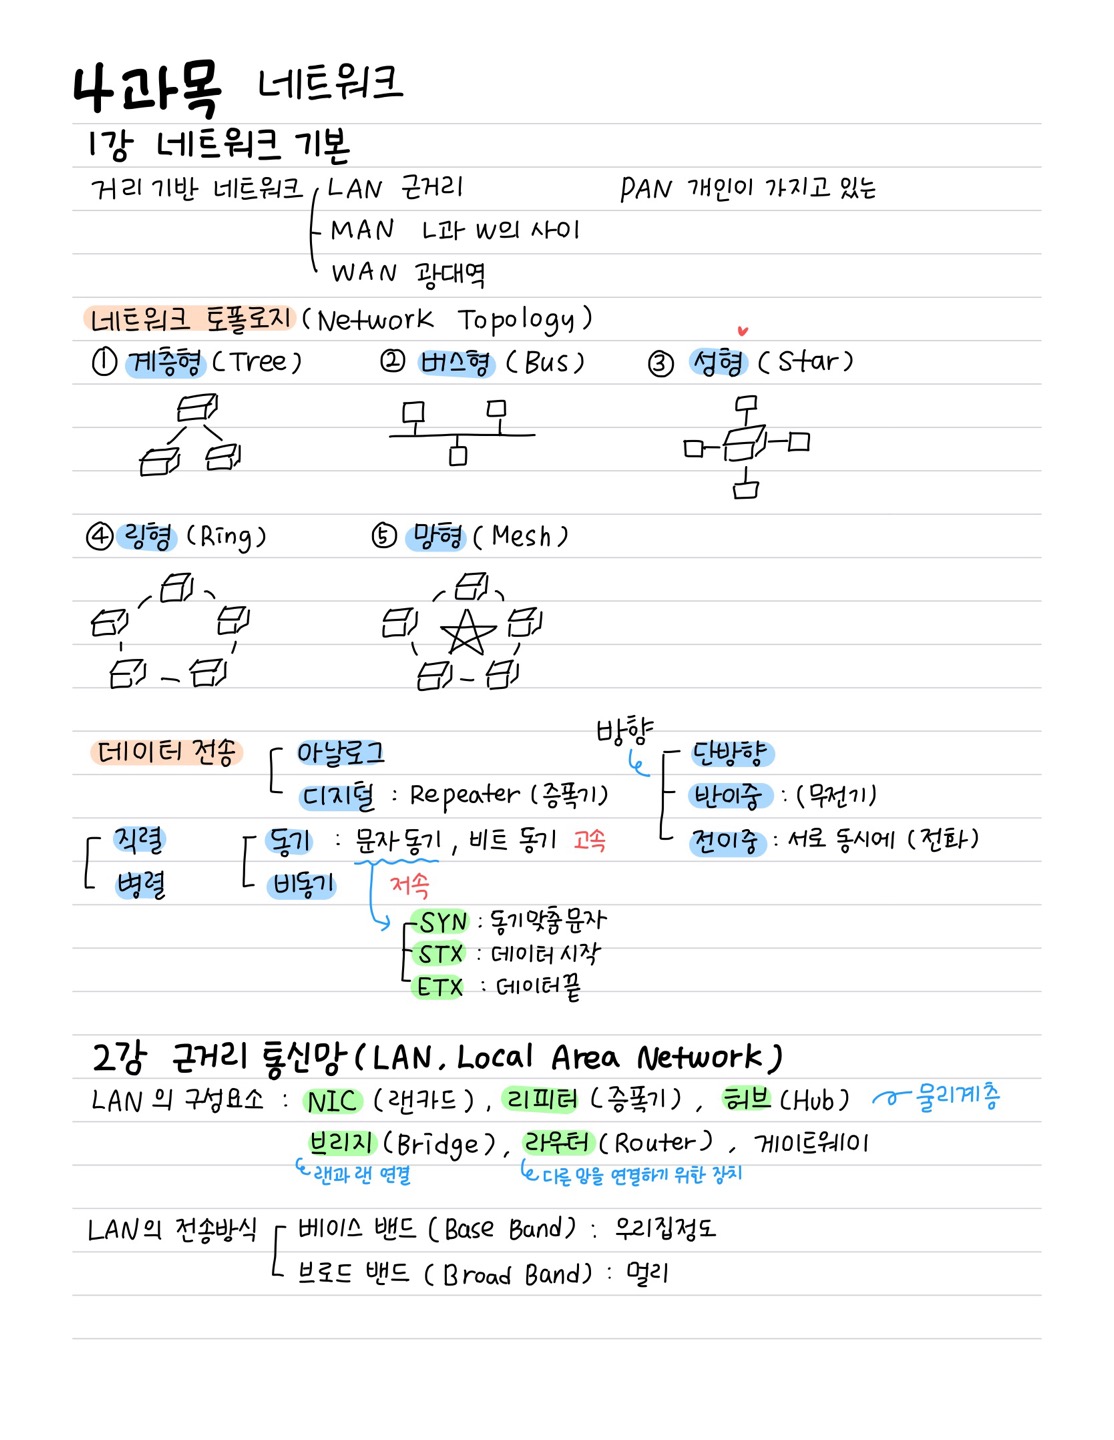 4과목 네트워크
1강 네트워크 기본
거리 기반 네트워크 LAN 근거리 PAN 개인이 가지고 있는
MAN L과 W의 사이
WAN 광대역
네트워크 토폴로지 (Network Topology)
① 계층형 (Tree) ② 버스형 (Bus) ③ 성형 (Star)
④ 링형 (Ring) ⑤ 망형 (Mesh)
방향
데이터 전송 아날로그 단방향
디지털 : Repeater (증폭기) 반이중 : (무전기)
직렬 동기 : 문자동기, 비트 동기 고속 전이중 : 서로 동시에 (전화)
병렬 비동기 저속
SYN : 동기맞춤문자
STX : 데이터 시작
ETX : 데이터끝
2강 근거리 통신망 (LAN, Local Area Network)
LAN 의 구성요소 : NIC (랜카드), 리피터 (증폭기), 허브 (Hub) 물리계층
브리지 (Bridge), 라우터 (Router), 게이트웨이
랜과 랜 연결 다른 망을 연결하기 위한 장치
LAN의 전송방식 베이스 밴드 (Base Band) : 우리집정도
브로드 밴드 (Broad Band) : 멀리